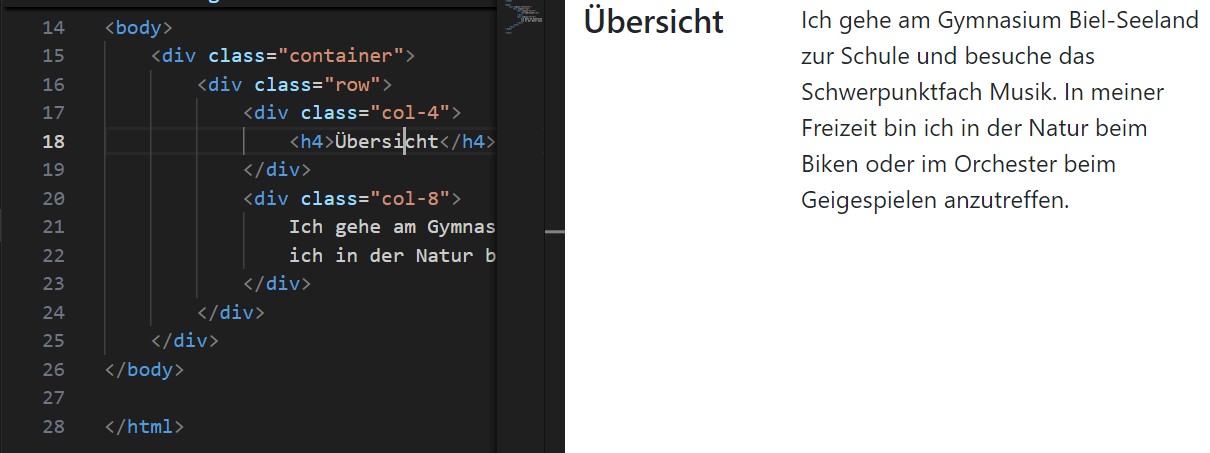 14 <body>
15 <div class="container">
16 <div class="row">
17 <div class="col-4">
18 <h4>Übersicht</h4>
19 </div>
20 <div class="col-8">
21 Ich gehe am Gymnas
22 ich in der Natur b
23 </div>
24 </div>
25 </div>
26 </body>
27
28 </html>
Übersicht
Ich gehe am Gymnasium Biel-Seeland
zur Schule und besuche das
Schwerpunktfach Musik. In meiner
Freizeit bin ich in der Natur beim
Biken oder im Orchester beim
Geigespielen anzutreffen.